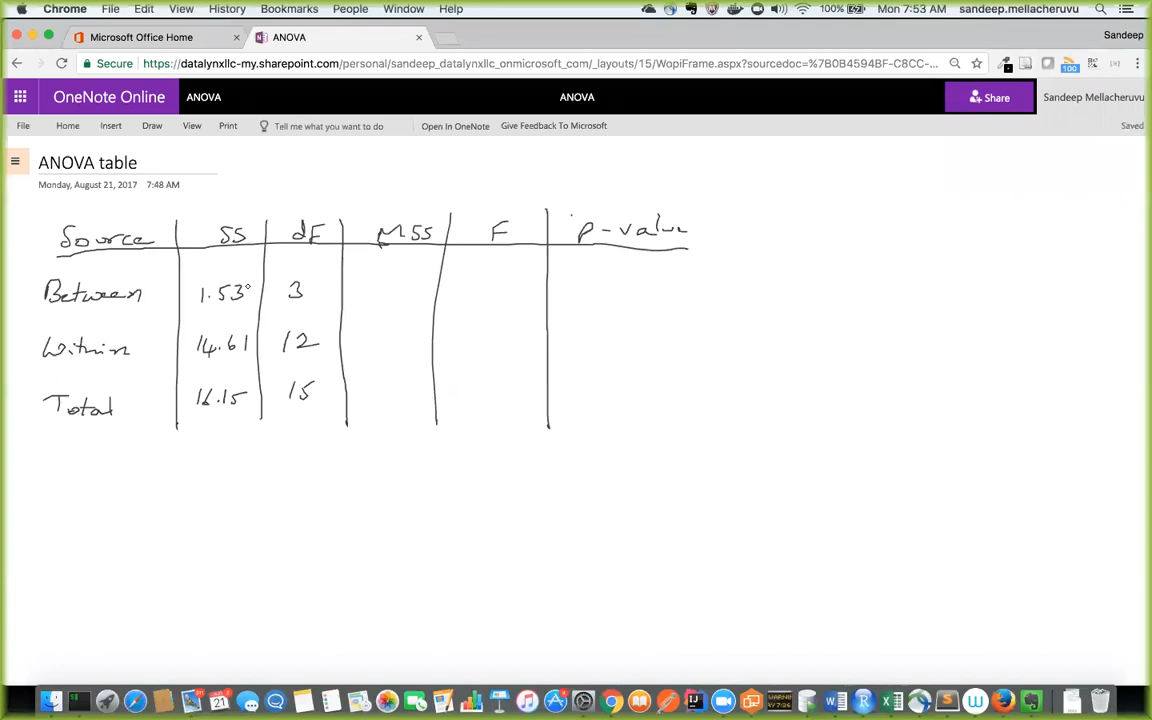 Chrome File Edit View History Bookmarks People Window Help 100% Mon 7:53 AM sandeep.mellacheruvu
Microsoft Office Home × ANOVA × Sandeep
Secure https://datalynxllc-my.sharepoint.com/personal/sandeep_datalynxllc_onmicrosoft_com/_layouts/15/WopiFrame.aspx?sourcedoc=%7B0B4594BF-C8CC-... 100
OneNote Online ANOVA ANOVA Share Sandeep Mellacheruvu
File Home Insert Draw View Print Tell me what you want to do Open In OneNote Give Feedback To Microsoft Saved
ANOVA table
Monday, August 21, 2017 7:48 AM
Source SS dF MSS F P-value
Between 1.53 3
Within 14.61 12
Total 16.15 15
21